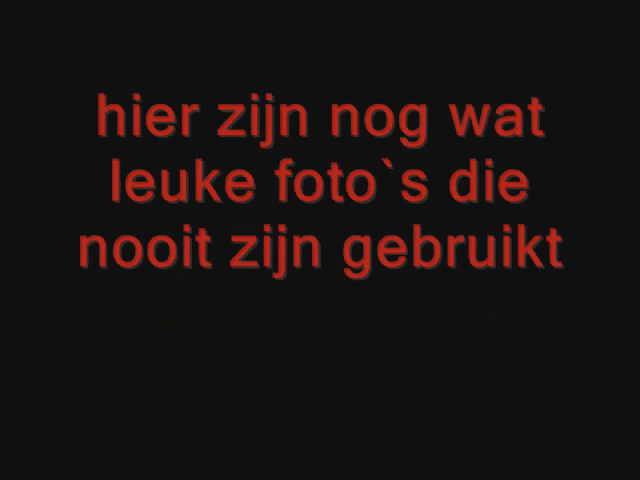 hier zijn nog wat
leuke foto`s die
nooit zijn gebruikt